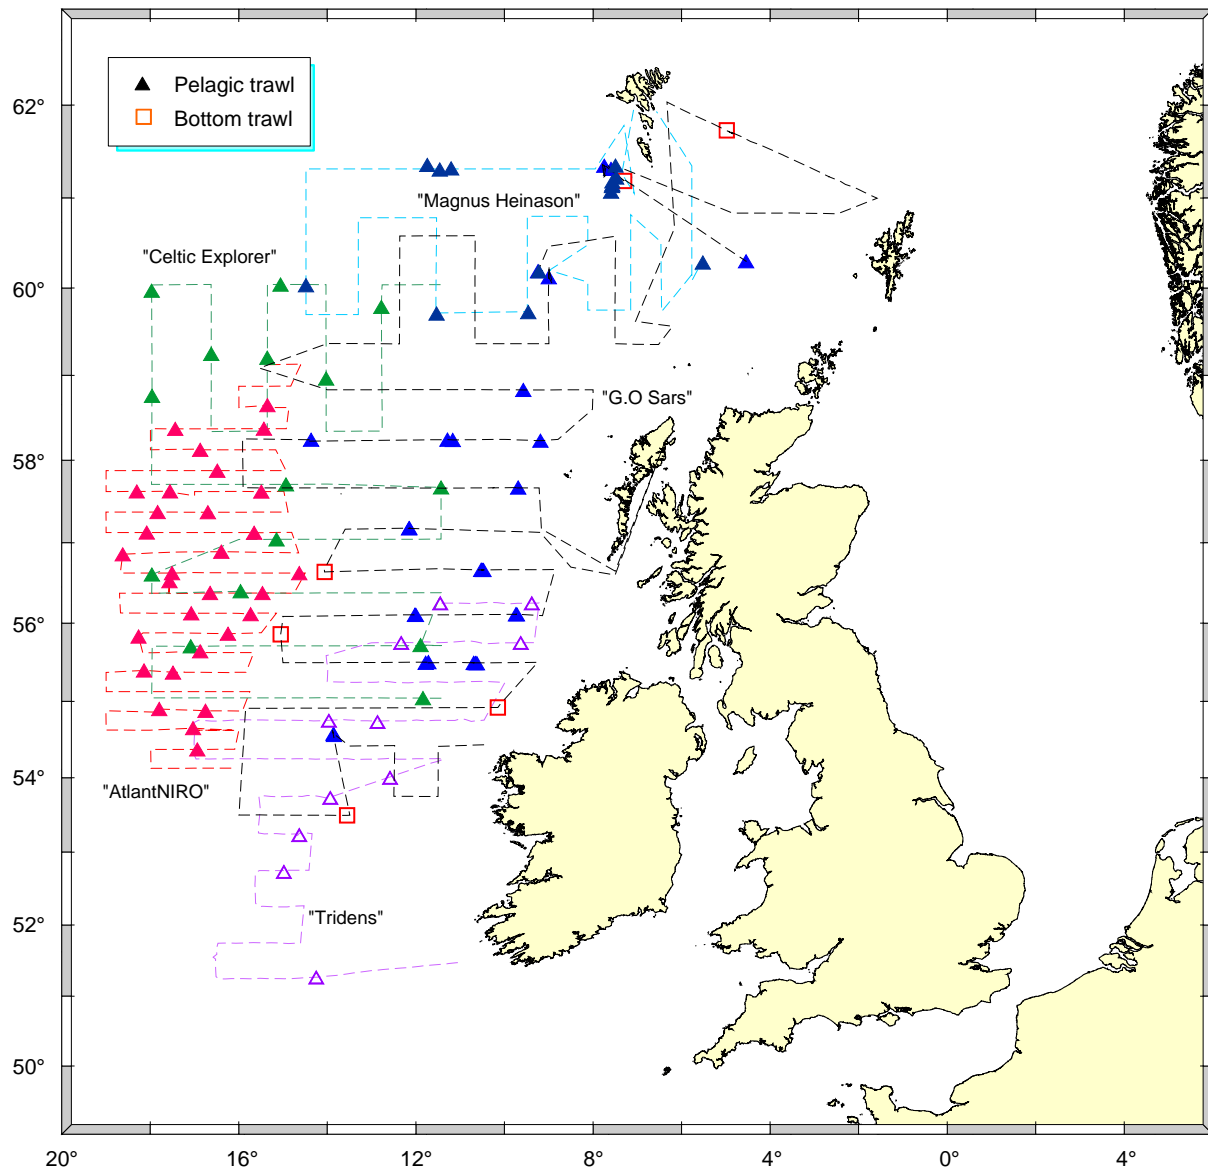 Pelagic trawl
Bottom trawl
62°
"Magnus Heinason"
"Celtic Explorer"
60°
"G.O Sars"
58°
56°
54°
"AtlantNIRO"
"Tridens"
52°
50°
20° 16° 12° 8° 4° 0° 4°